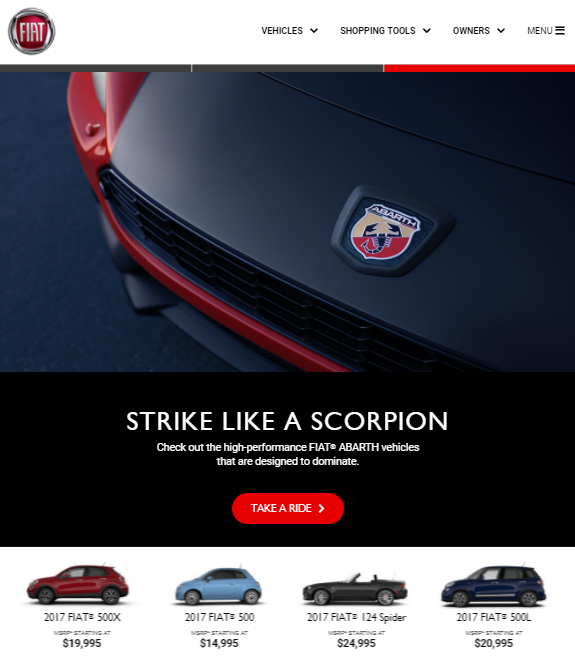 FIAT
VEHICLES
SHOPPING TOOLS
OWNERS
MENU
ABARTH
STRIKE LIKE A SCORPION
Check out the high-performance FIAT® ABARTH vehicles
that are designed to dominate.
TAKE A RIDE
2017 FIAT® 500X
MSRP* STARTING AT
$19,995
2017 FIAT® 500
MSRP* STARTING AT
$14,995
2017 FIAT® 124 Spider
MSRP* STARTING AT
$24,995
2017 FIAT® 500L
MSRP* STARTING AT
$20,995